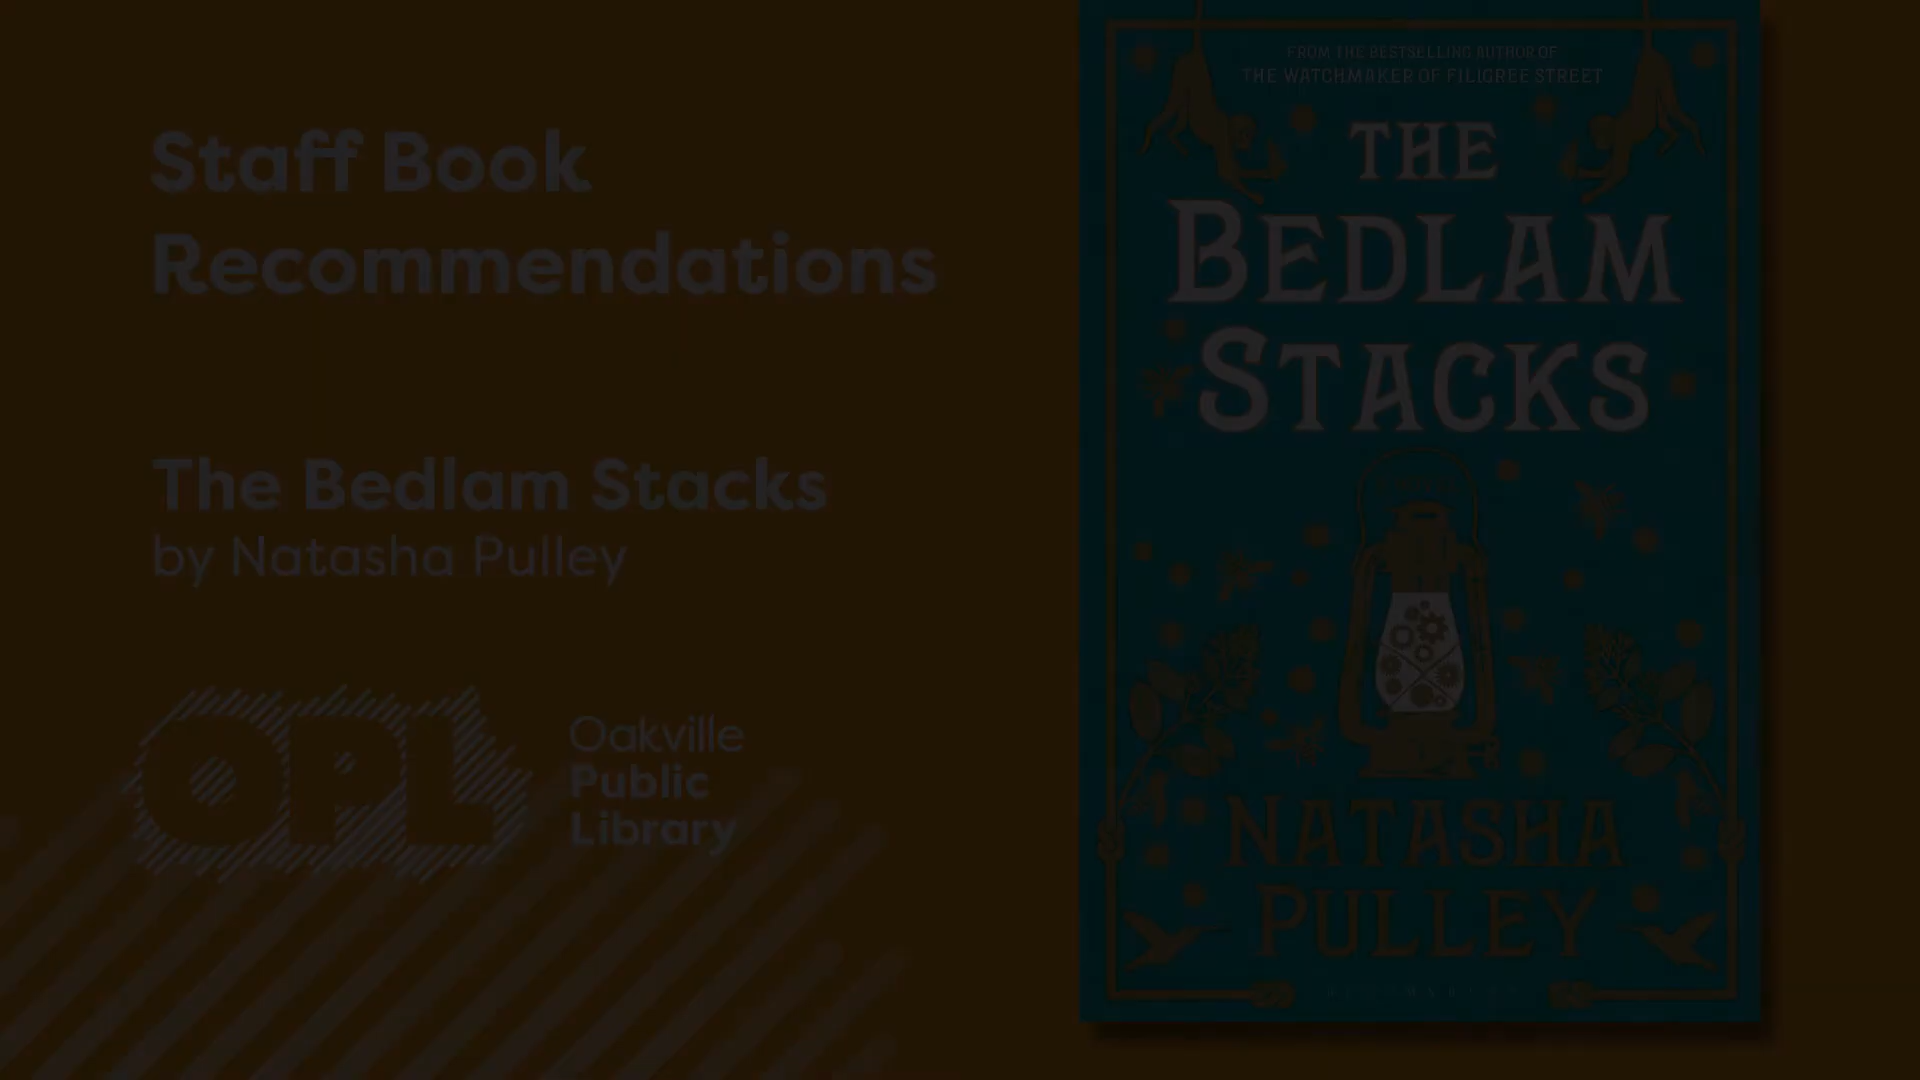 Staff Book
Recommendations
The Bedlam Stacks
by Natasha Pulley
OPL
Oakville
Public
Library
FROM THE BESTSELLING AUTHOR OF
THE WATCHMAKER OF FILIGREE STREET
THE
BEDLAM
STACKS
NATASHA
PULLEY